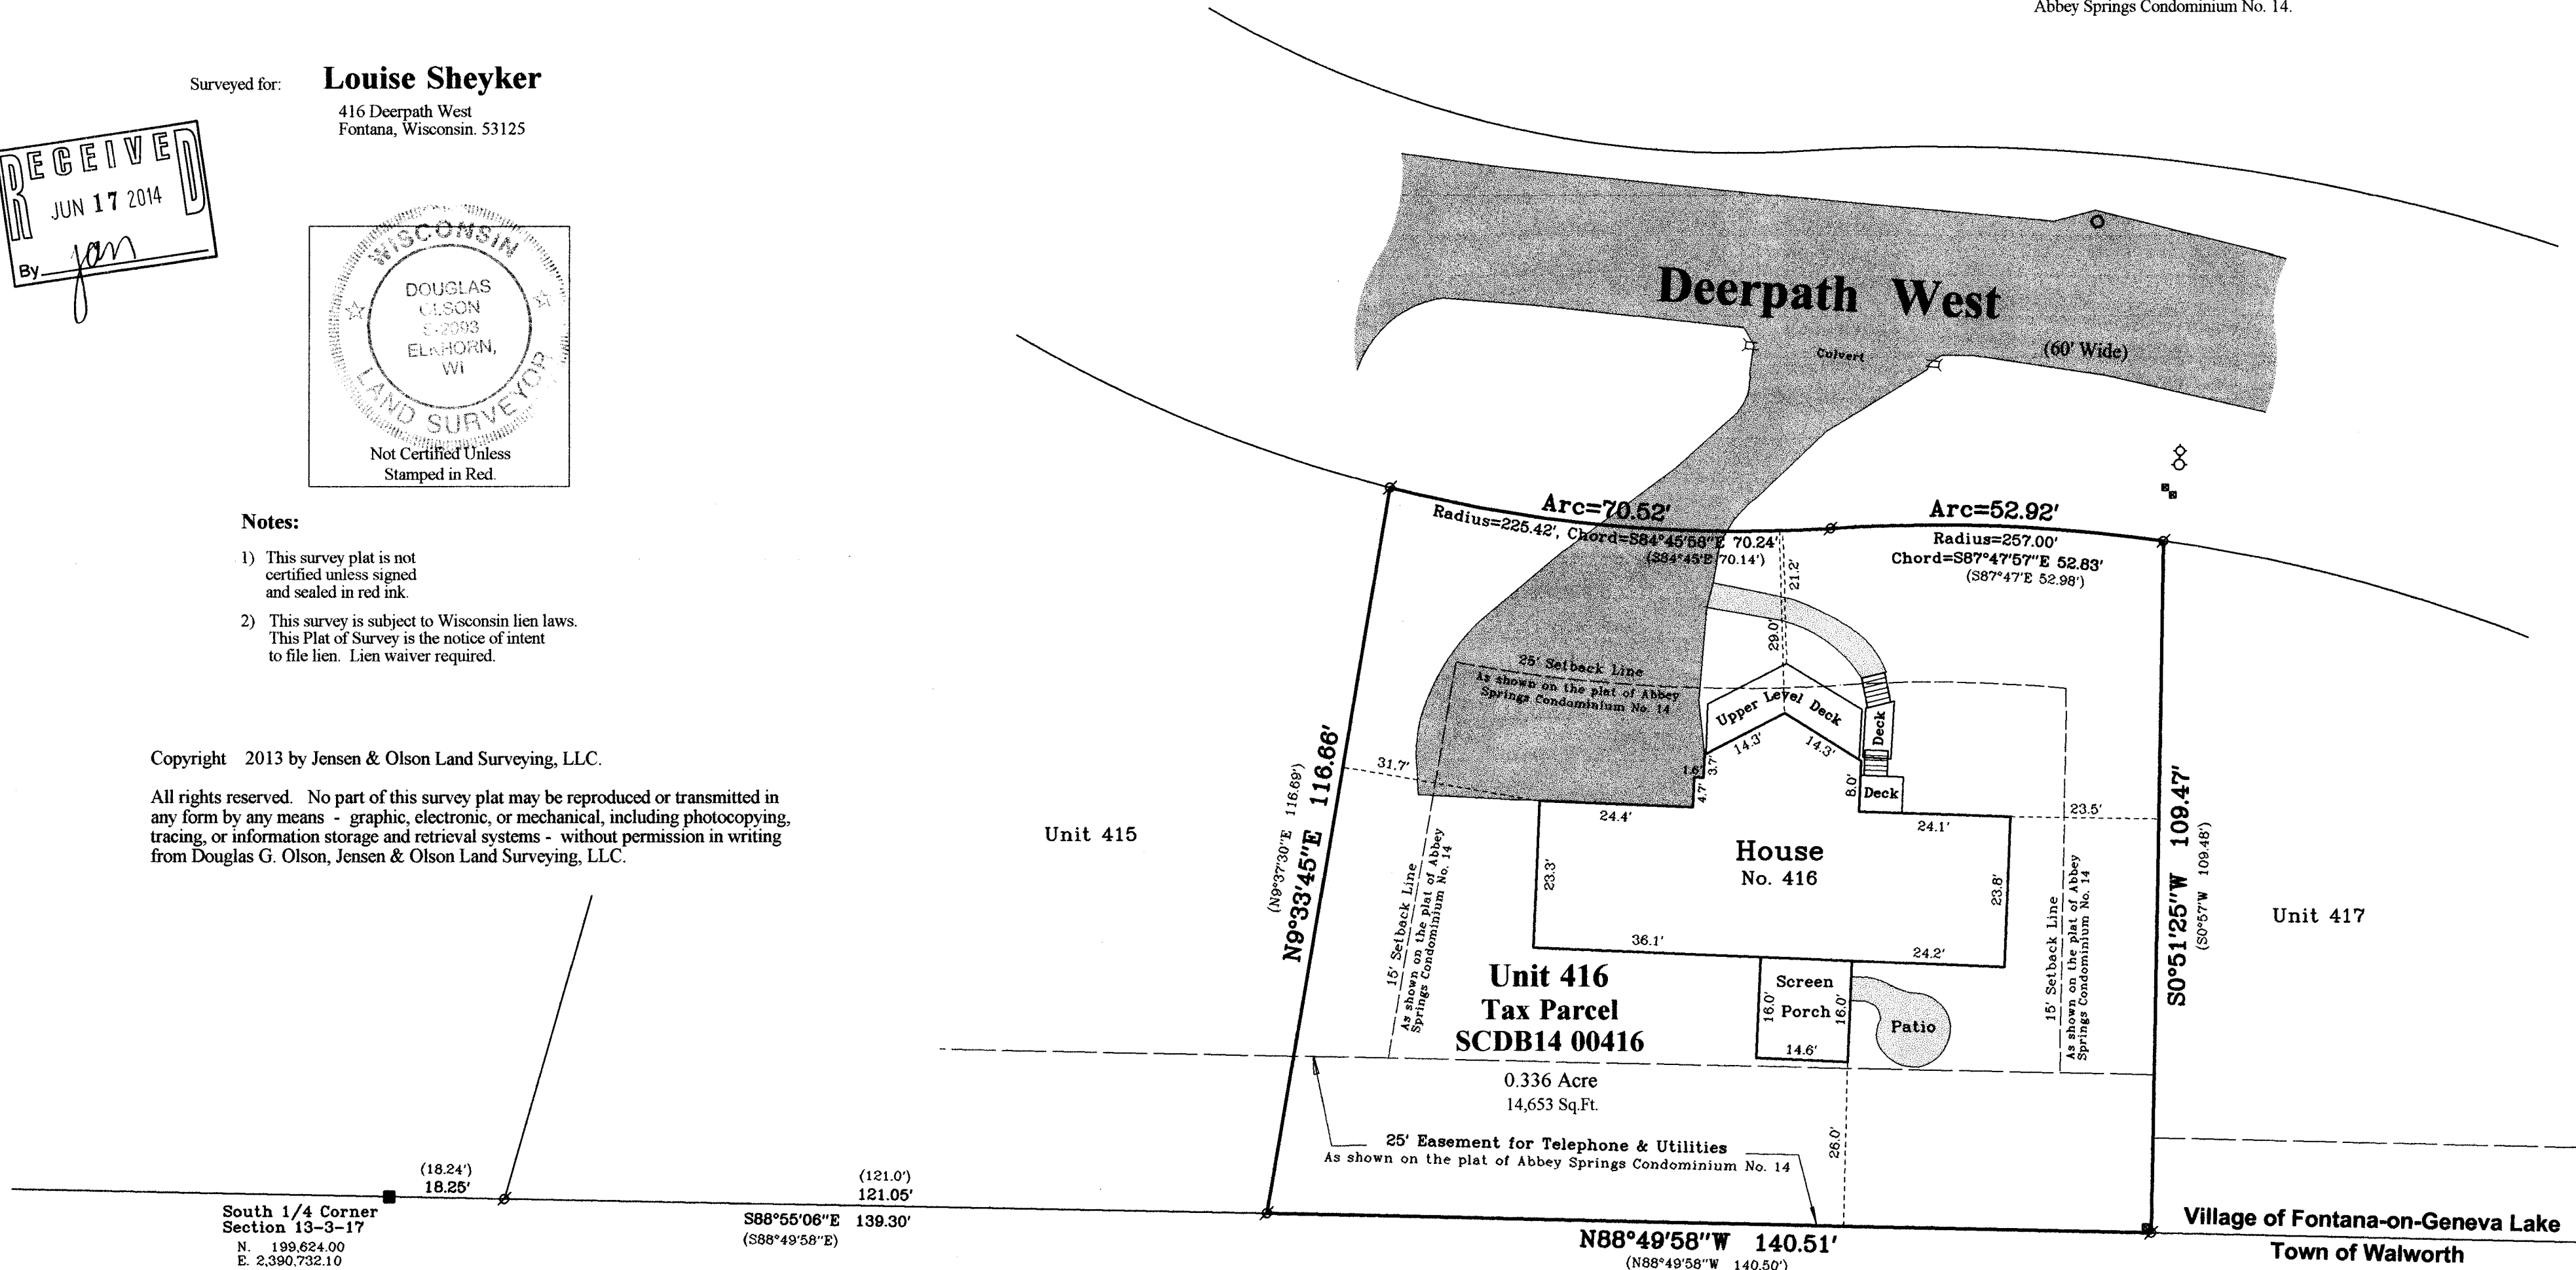 Abbey Springs Condominium No. 14.
Surveyed for: Louise Sheyker
416 Deerpath West
Fontana, Wisconsin. 53125
RECEIVED
JUN 17 2014
By jan
WISCONSIN
DOUGLAS
OLSON
S-2093
ELKHORN,
WI
LAND SURVEYOR
Not Certified Unless
Stamped in Red.
Notes:
1) This survey plat is not
certified unless signed
and sealed in red ink.
2) This survey is subject to Wisconsin lien laws.
This Plat of Survey is the notice of intent
to file lien. Lien waiver required.
Copyright 2013 by Jensen & Olson Land Surveying, LLC.
All rights reserved. No part of this survey plat may be reproduced or transmitted in
any form by any means - graphic, electronic, or mechanical, including photocopying,
tracing, or information storage and retrieval systems - without permission in writing
from Douglas G. Olson, Jensen & Olson Land Surveying, LLC.
Deerpath West
(60' Wide)
Culvert
Arc=70.52'
Radius=225.42', Chord=S84°45'58"E 70.24'
(S84°45'E 70.14')
Arc=52.92'
Radius=257.00'
Chord=S87°47'57"E 52.83'
(S87°47'E 52.98')
21.2'
29.0'
25' Setback Line
As shown on the plat of Abbey
Springs Condominium No. 14
Upper Level Deck
14.3'
14.3'
Deck
Deck
1.6'
3.7'
4.7'
8.0'
31.7'
24.4'
24.1'
23.5'
N9°33'45"E 116.66'
(N9°37'30"E 116.69')
S0°51'25"W 109.47'
(S0°57'W 109.48')
Unit 415
House
No. 416
23.3'
23.8'
36.1'
24.2'
15' Setback Line
As shown on the plat of Abbey
Springs Condominium No. 14
15' Setback Line
As shown on the plat of Abbey
Springs Condominium No. 14
Unit 417
Unit 416
Tax Parcel
SCDB14 00416
0.336 Acre
14,653 Sq.Ft.
Screen
Porch
16.0'
16.0'
14.6'
Patio
26.0'
25' Easement for Telephone & Utilities
As shown on the plat of Abbey Springs Condominium No. 14
(18.24')
18.25'
(121.0')
121.05'
South 1/4 Corner
Section 13-3-17
N. 199,624.00
E. 2,390,732.10
S88°55'06"E 139.30'
(S88°49'58"E)
N88°49'58"W 140.51'
(N88°49'58"W 140.50')
Village of Fontana-on-Geneva Lake
Town of Walworth